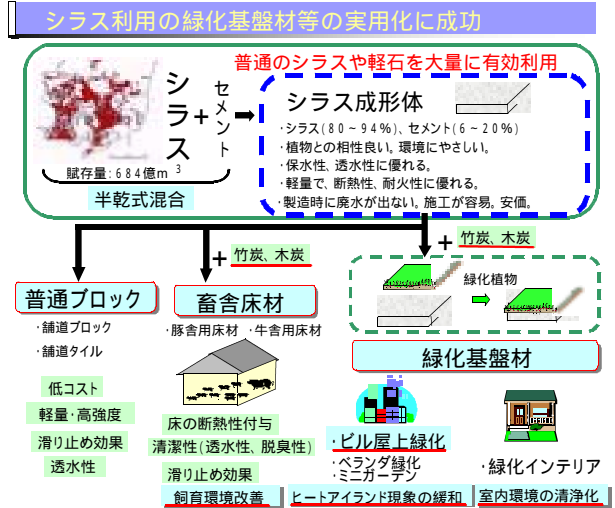 シラス利用の緑化基盤材等の実用化に成功
普通のシラスや軽石を大量に有効利用
シラス
+
セメント
賦存量:684億m3
半乾式混合
シラス成形体
・シラス(80~94%)、セメント(6~20%)
・植物との相性良い。環境にやさしい。
・保水性、透水性に優れる。
・軽量で、断熱性、耐火性に優れる。
・製造時に廃水が出ない。施工が容易。安価。
+ 竹炭、木炭
+ 竹炭、木炭
普通ブロック
・舗道ブロック
・舗道タイル
低コスト
軽量・高強度
滑り止め効果
透水性
畜舎床材
・豚舎用床材 ・牛舎用床材
床の断熱性付与
清潔性(透水性、脱臭性)
滑り止め効果
飼育環境改善
緑化植物
緑化基盤材
・ビル屋上緑化
・ベランダ緑化
・ミニガーデン
ヒートアイランド現象の緩和
・緑化インテリア
室内環境の清浄化